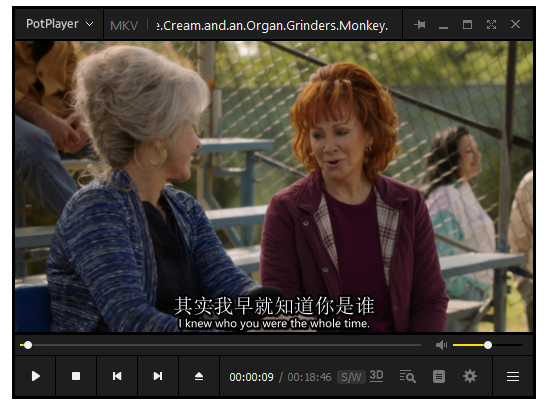 PotPlayer MKV e.Cream.and.an.Organ.Grinders.Monkey.
其实我早就知道你是谁
I knew who you were the whole time.
00:00:09 / 00:18:46 S/W 3D